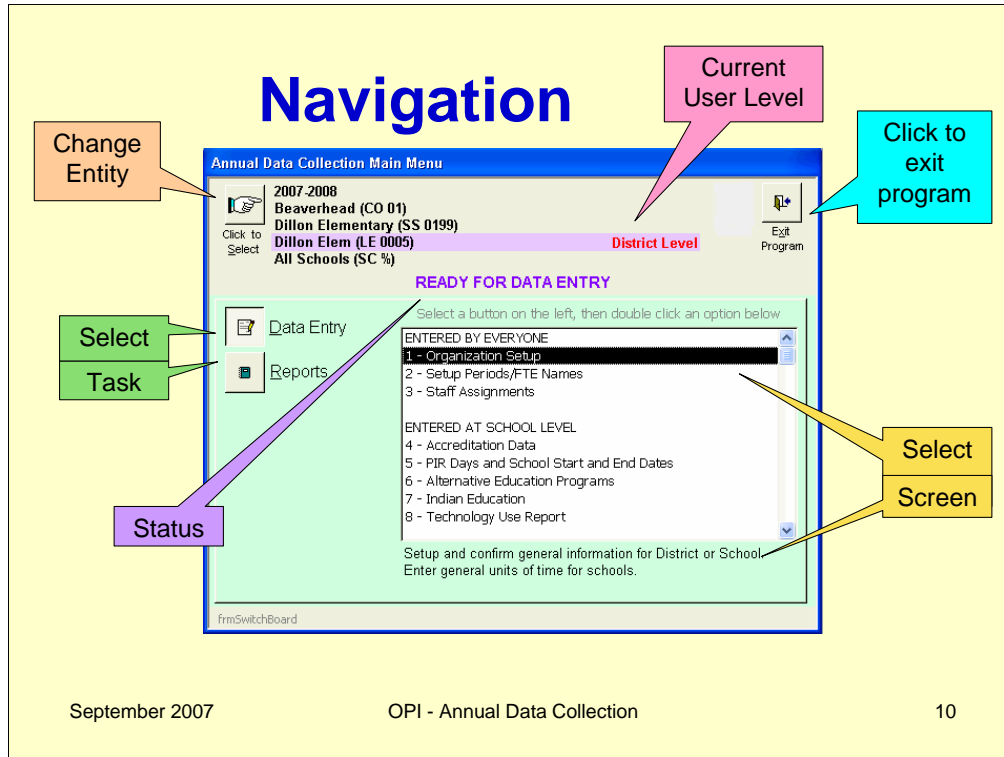 Navigation
Current
User Level
Change
Entity
Click to
exit
program
Annual Data Collection Main Menu
2007-2008
Beaverhead (CO 01)
Dillon Elementary (SS 0199)
Dillon Elem (LE 0005) District Level
All Schools (SC %)
Click to
Select
Exit
Program
READY FOR DATA ENTRY
Select a button on the left, then double click an option below
Data Entry
Reports
Select
Task
ENTERED BY EVERYONE
1 - Organization Setup
2 - Setup Periods/FTE Names
3 - Staff Assignments
ENTERED AT SCHOOL LEVEL
4 - Accreditation Data
5 - PIR Days and School Start and End Dates
6 - Alternative Education Programs
7 - Indian Education
8 - Technology Use Report
Select
Screen
Status
Setup and confirm general information for District or School.
Enter general units of time for schools.
frmSwitchBoard
September 2007 OPI - Annual Data Collection 10